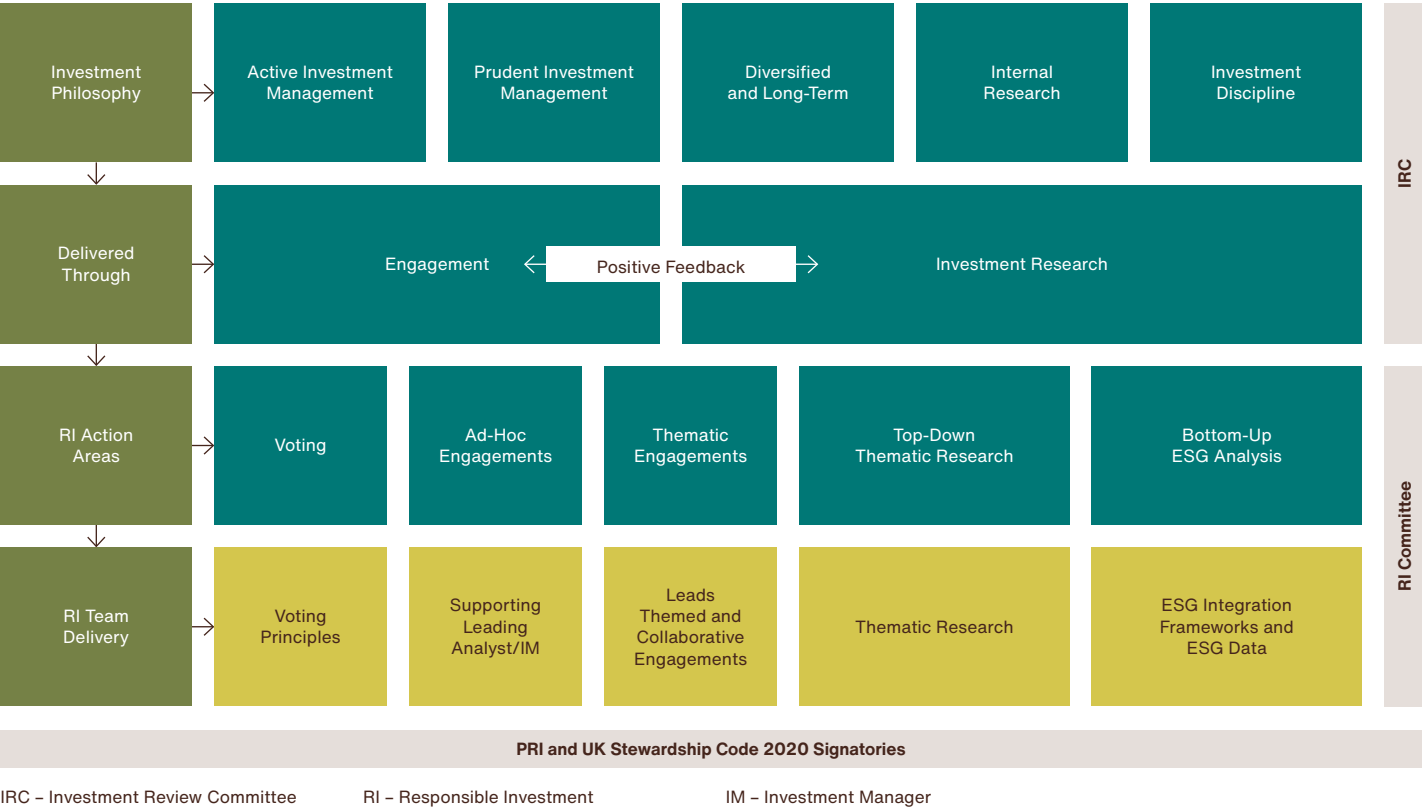 Investment
Philosophy
Active Investment
Management
Prudent Investment
Management
Diversified
and Long-Term
Internal
Research
Investment
Discipline
IRC
Delivered
Through
Engagement
Positive Feedback
Investment Research
RI Action
Areas
Voting
Ad-Hoc
Engagements
Thematic
Engagements
Top-Down
Thematic Research
Bottom-Up
ESG Analysis
RI Committee
RI Team
Delivery
Voting
Principles
Supporting
Leading
Analyst/IM
Leads
Themed and
Collaborative
Engagements
Thematic Research
ESG Integration
Frameworks and
ESG Data
PRI and UK Stewardship Code 2020 Signatories
IRC – Investment Review Committee
RI – Responsible Investment
IM – Investment Manager